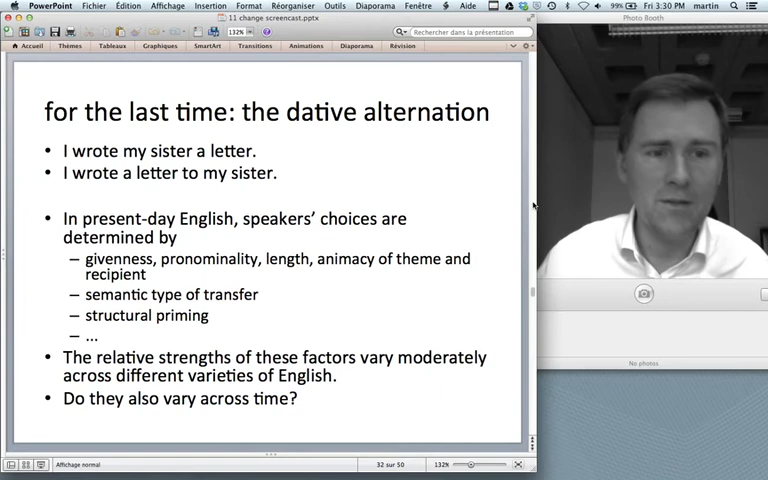 PowerPoint Fichier Édition Affichage Insertion Format Réorganiser Outils Diaporama Fenêtre Aide 99% Fri 3:30 PM martin
11 change screencast.pptx
Photo Booth
132%
Rechercher dans la présentation
Accueil Thèmes Tableaux Graphiques SmartArt Transitions Animations Diaporama Révision
for the last time: the dative alternation
• I wrote my sister a letter.
• I wrote a letter to my sister.
• In present-day English, speakers’ choices are
determined by
– givenness, pronominality, length, animacy of theme and
recipient
– semantic type of transfer
– structural priming
– ...
• The relative strengths of these factors vary moderately
across different varieties of English.
• Do they also vary across time?
No photos
Affichage normal 32 sur 50 132%